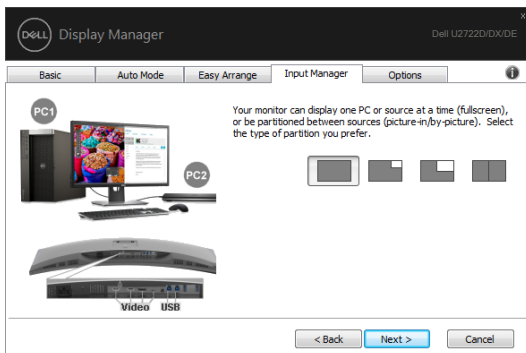 DELL Display Manager
Dell U2722D/DX/DE
Basic Auto Mode Easy Arrange Input Manager Options
PC1
PC2
Video USB
Your monitor can display one PC or source at a time (fullscreen),
or be partitioned between sources (picture-in/by-picture). Select
the type of partition you prefer.
< Back Next > Cancel